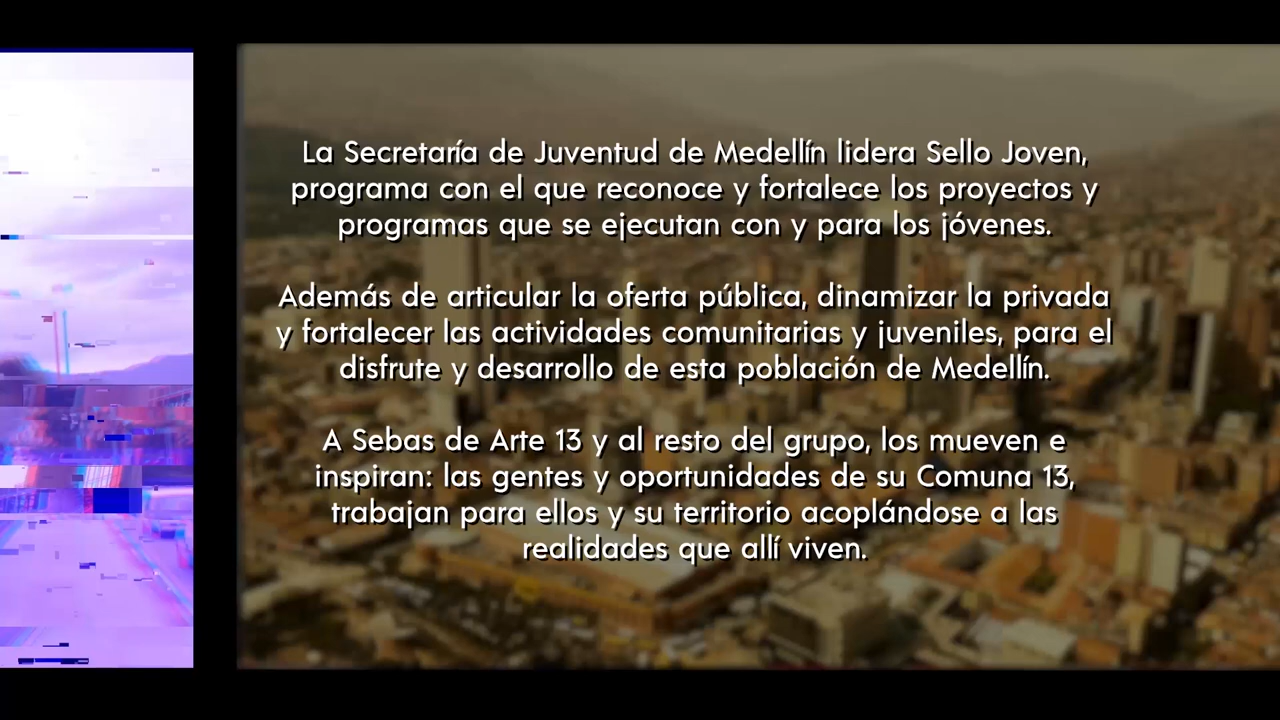 La Secretaría de Juventud de Medellín lidera Sello Joven,
programa con el que reconoce y fortalece los proyectos y
programas que se ejecutan con y para los jóvenes.
Además de articular la oferta pública, dinamizar la privada
y fortalecer las actividades comunitarias y juveniles, para el
disfrute y desarrollo de esta población de Medellín.
A Sebas de Arte 13 y al resto del grupo, los mueven e
inspiran: las gentes y oportunidades de su Comuna 13,
trabajan para ellos y su territorio acoplándose a las
realidades que allí viven.